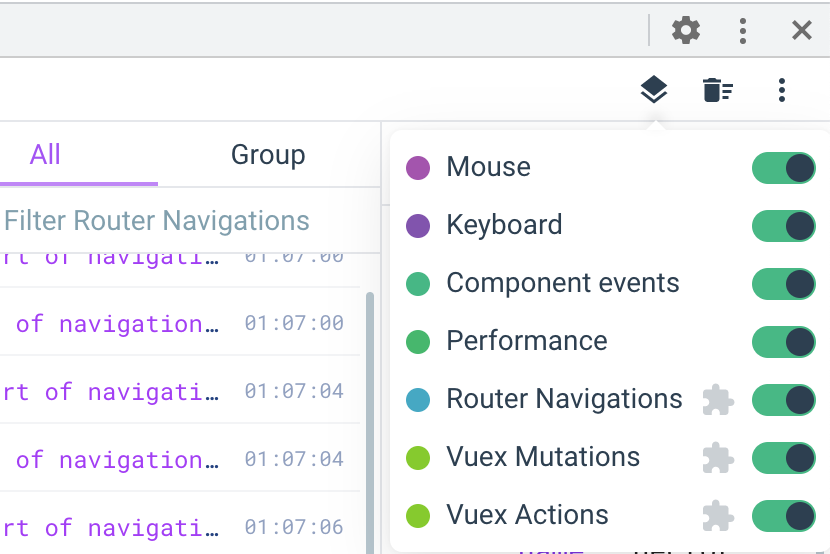 All
Group
Filter Router Navigations
rt of navigati… 01:07:00
of navigation… 01:07:00
rt of navigati… 01:07:04
of navigation… 01:07:04
rt of navigati… 01:07:06
Mouse
Keyboard
Component events
Performance
Router Navigations
Vuex Mutations
Vuex Actions